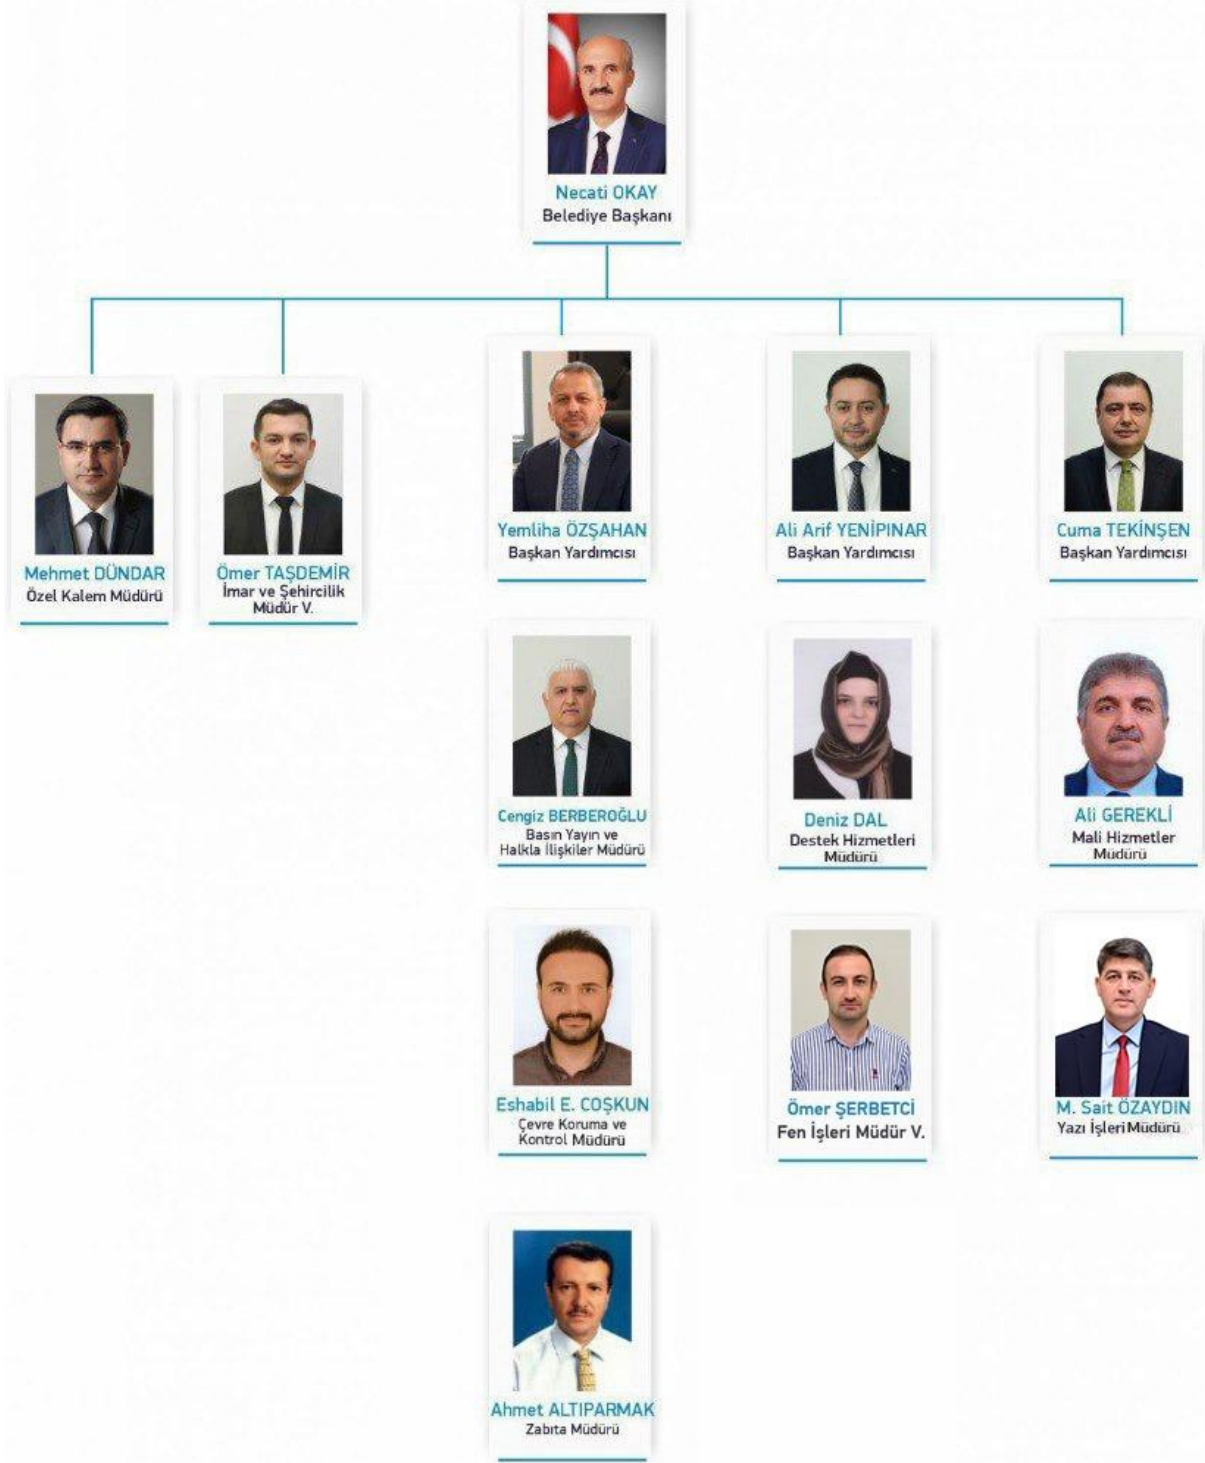 Necati OKAY
Belediye Başkanı
Mehmet DÜNDAR
Özel Kalem Müdürü
Ömer TAŞDEMİR
İmar ve Şehircilik
Müdür V.
Yemliha ÖZŞAHAN
Başkan Yardımcısı
Ali Arif YENİPINAR
Başkan Yardımcısı
Cuma TEKİNŞEN
Başkan Yardımcısı
Cengiz BERBEROĞLU
Basın Yayın ve
Halkla İlişkiler Müdürü
Deniz DAL
Destek Hizmetleri
Müdürü
Ali GEREKLİ
Mali Hizmetler
Müdürü
Eshabil E. COŞKUN
Çevre Koruma ve
Kontrol Müdürü
Ömer ŞERBETCİ
Fen İşleri Müdür V.
M. Sait ÖZAYDIN
Yazı İşleri Müdürü
Ahmet ALTIPARMAK
Zabıta Müdürü